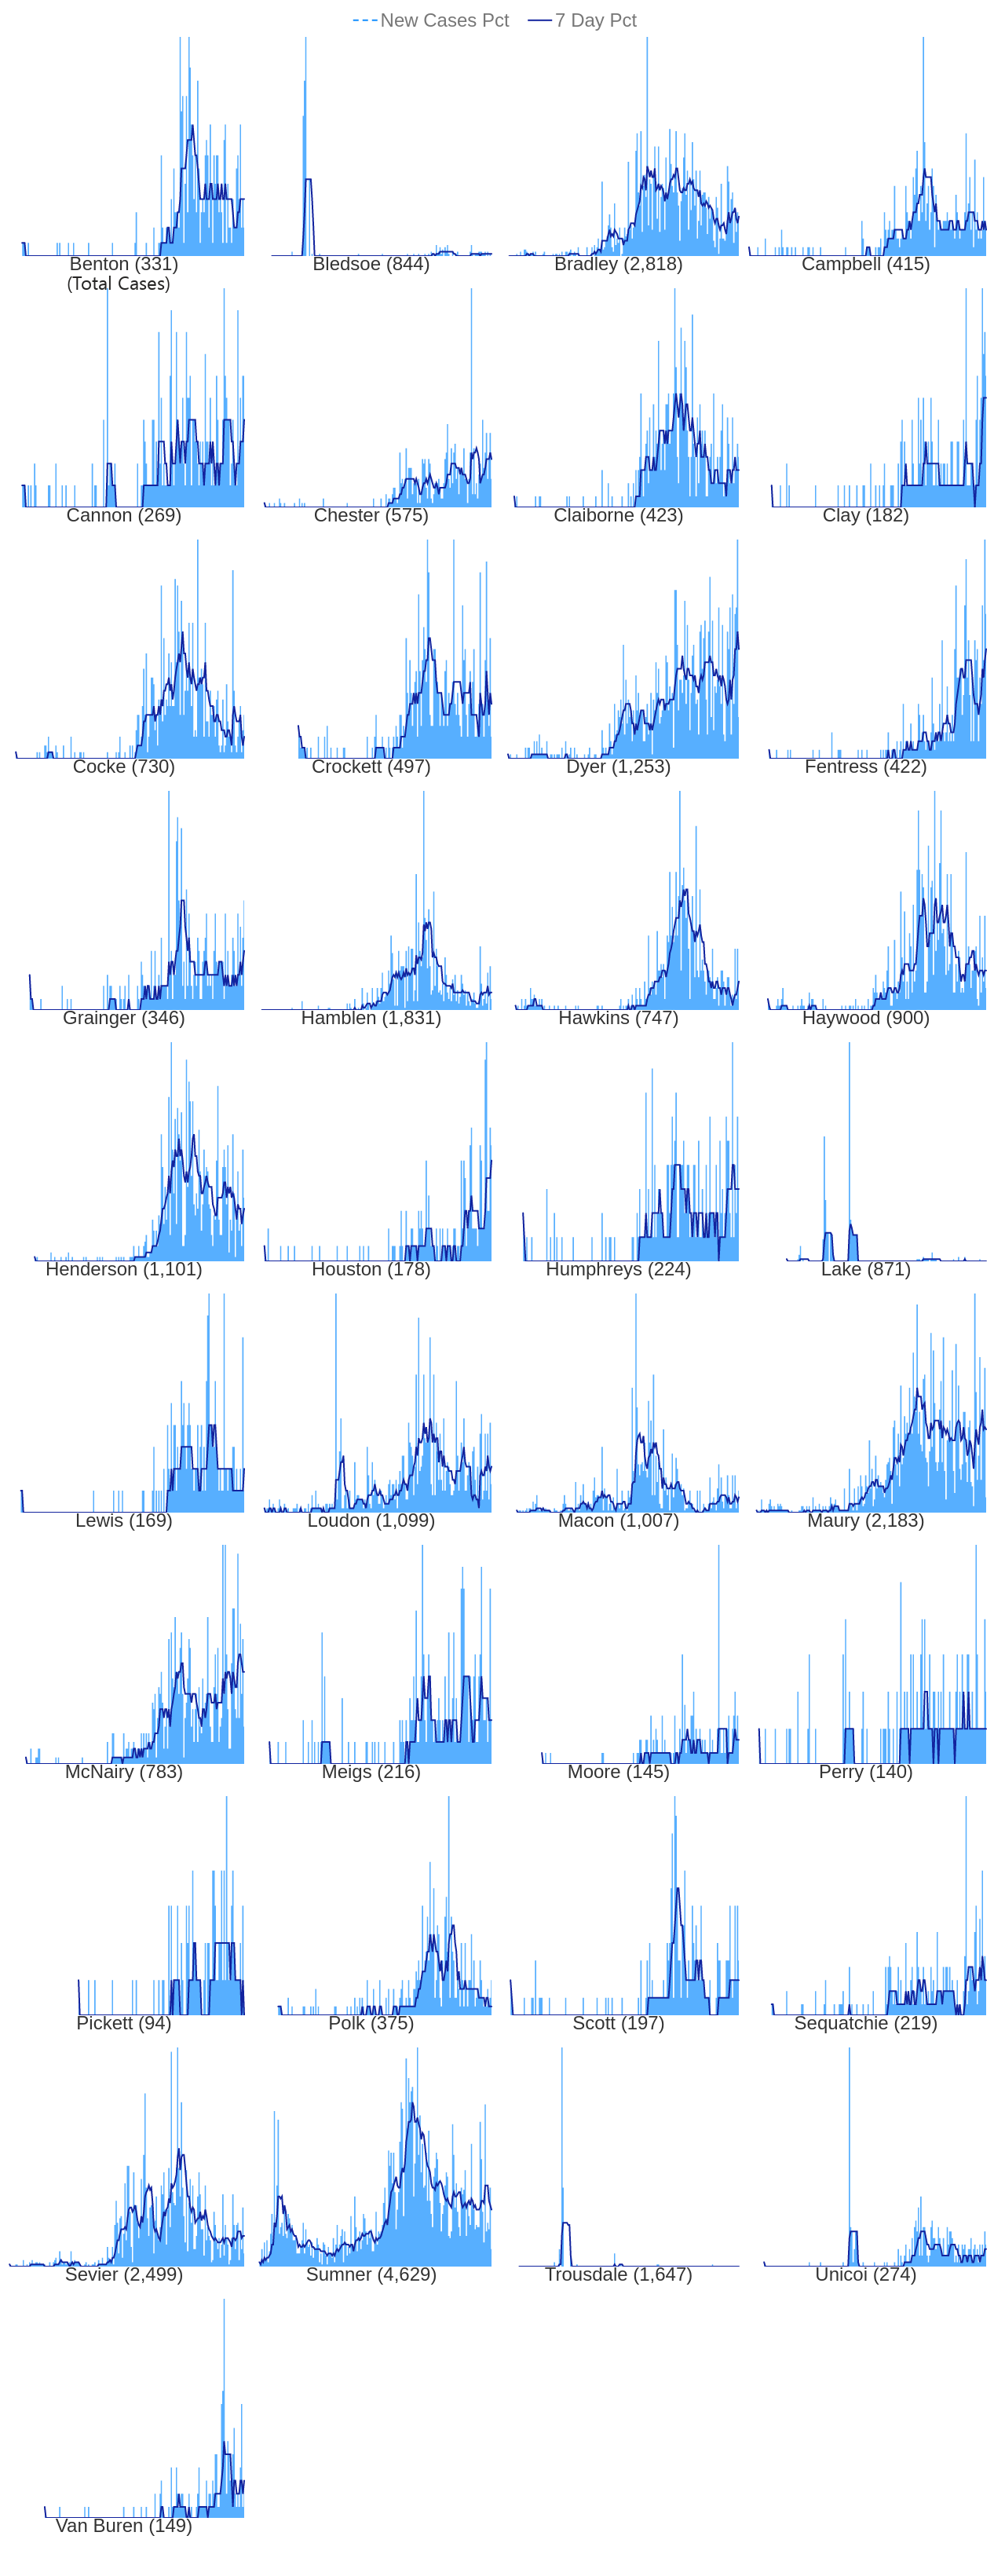 New Cases Pct 7 Day Pct
Benton (331) Bledsoe (844) Bradley (2,818) Campbell (415)
(Total Cases)
Cannon (269) Chester (575) Claiborne (423) Clay (182)
Cocke (730) Crockett (497) Dyer (1,253) Fentress (422)
Grainger (346) Hamblen (1,831) Hawkins (747) Haywood (900)
Henderson (1,101) Houston (178) Humphreys (224) Lake (871)
Lewis (169) Loudon (1,099) Macon (1,007) Maury (2,183)
McNairy (783) Meigs (216) Moore (145) Perry (140)
Pickett (94) Polk (375) Scott (197) Sequatchie (219)
Sevier (2,499) Sumner (4,629) Trousdale (1,647) Unicoi (274)
Van Buren (149)